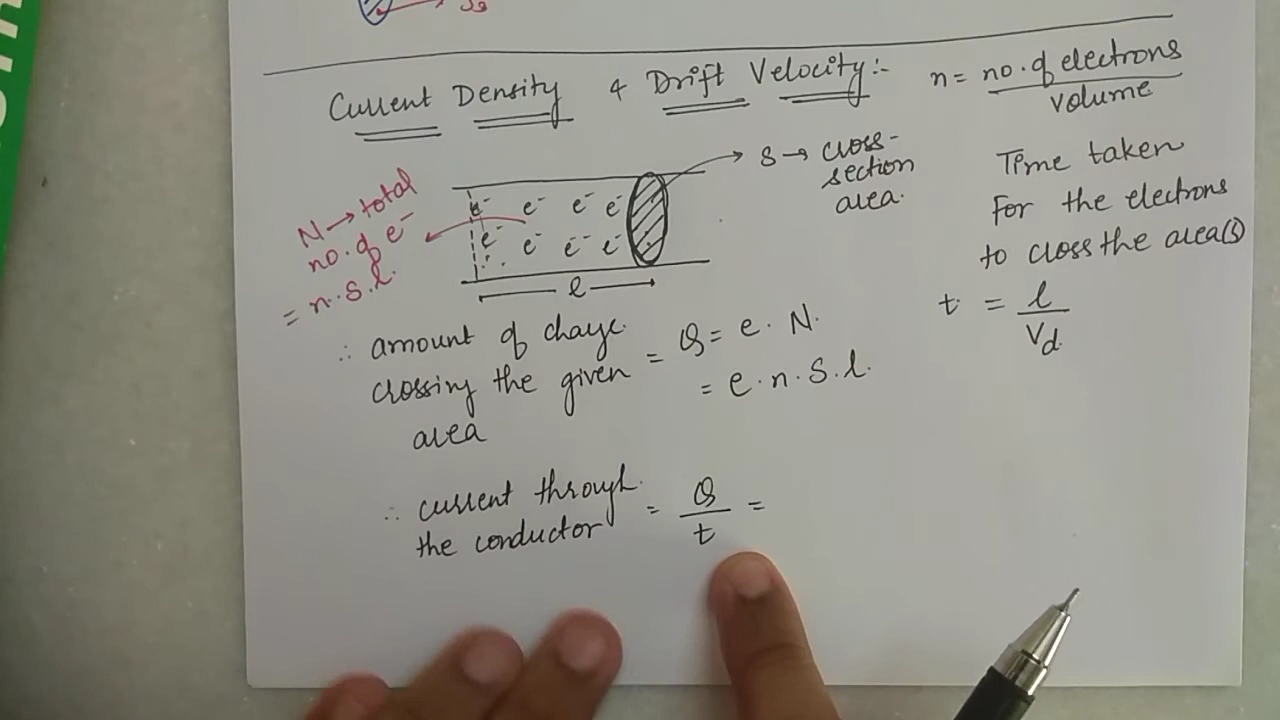 Current Density & Drift Velocity:-
n = no. of electrons
volume
S → cross-
section
area.
N → total
no. of e⁻
= n.s.l.
e⁻ e⁻ e⁻ e⁻
e⁻ e⁻ e⁻ e⁻
l
Time taken
For the electrons
to cross the area(s)
t = l
Vd.
∴ amount of charge
crossing the given
area
= Q = e. N.
= e.n.s.l.
∴ current through
the conductor
= Q
t =